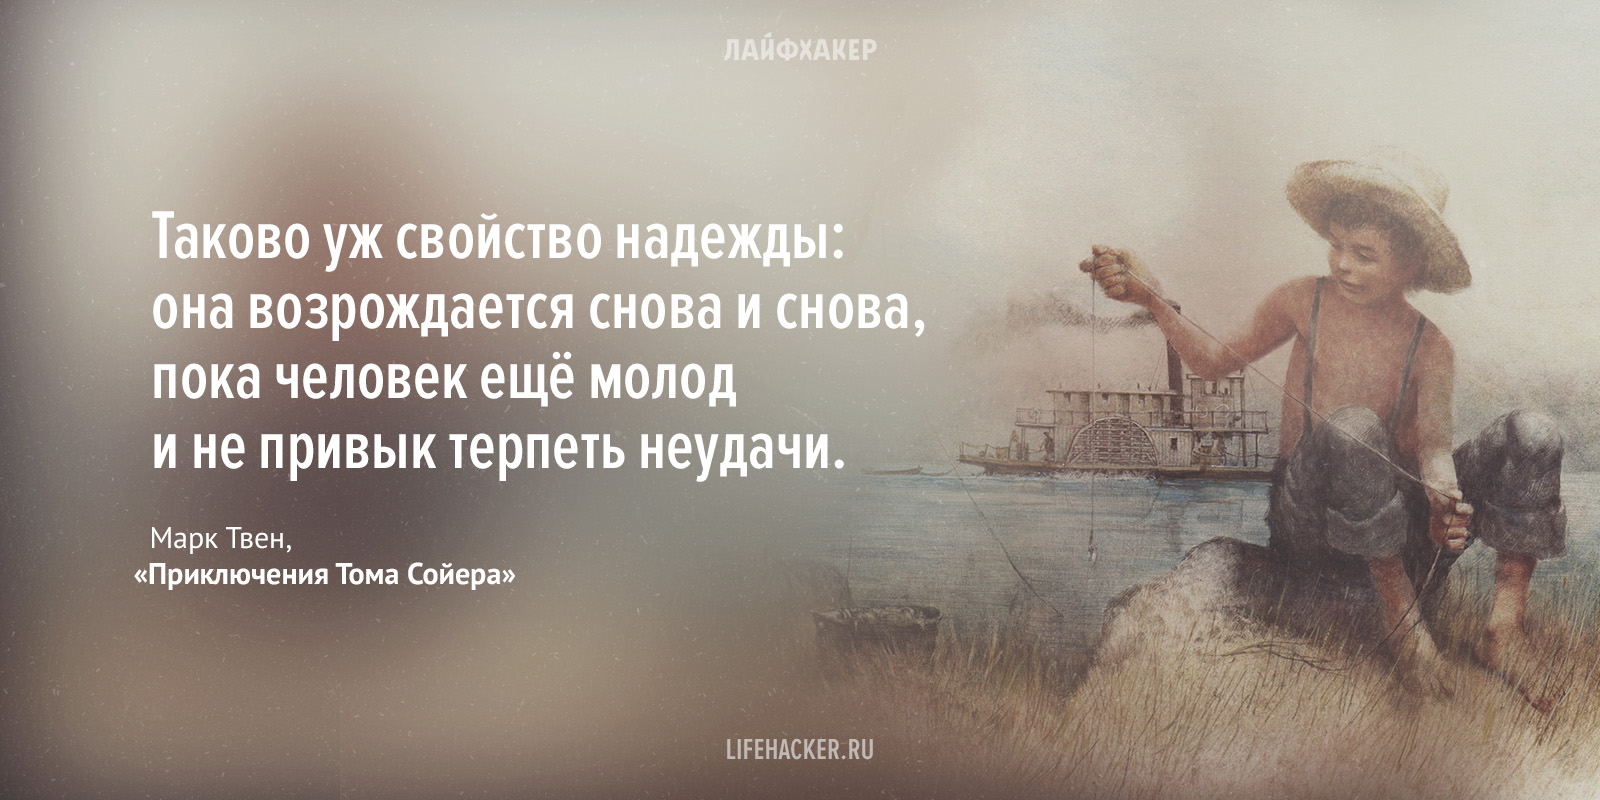 ЛАЙФХАКЕР
Таково уж свойство надежды:
она возрождается снова и снова,
пока человек ещё молод
и не привык терпеть неудачи.
Марк Твен,
«Приключения Тома Сойера»
LIFEHACKER.RU